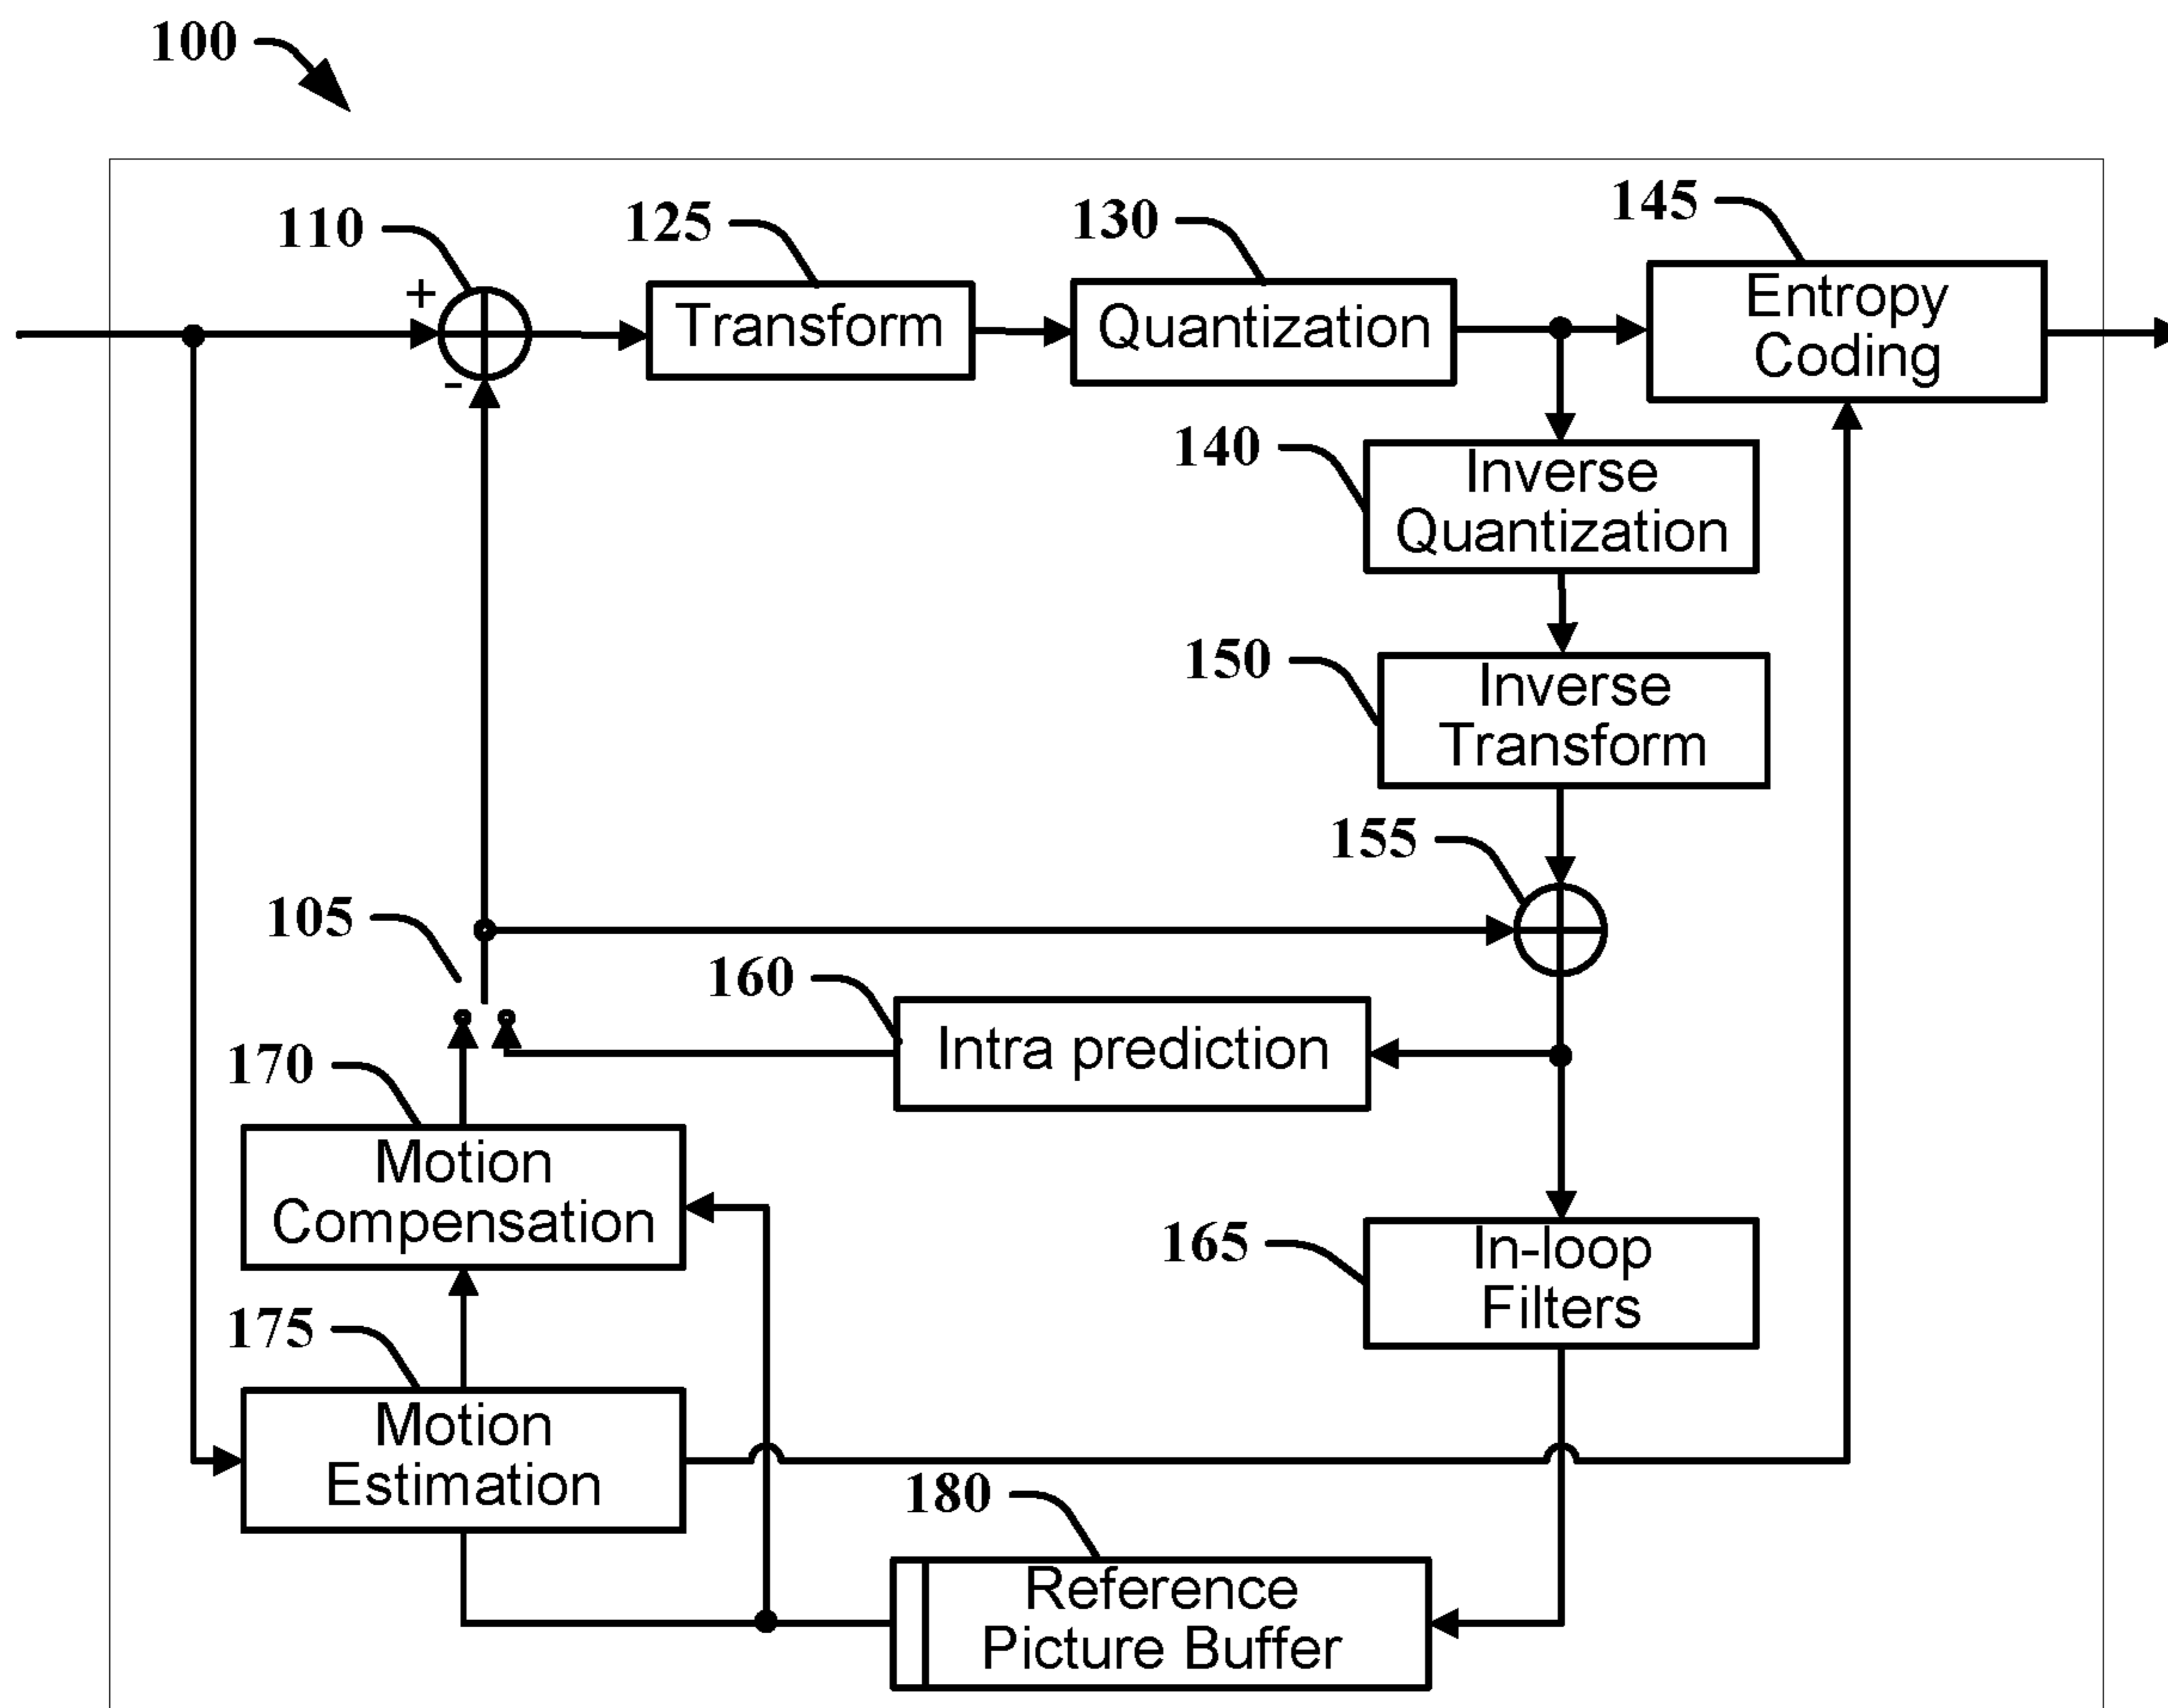 100
110
125
130
145
+
-
Transform
Quantization
Entropy
Coding
140
Inverse
Quantization
150
Inverse
Transform
155
105
160
Intra prediction
170
Motion
Compensation
165
In-loop
Filters
175
Motion
Estimation
180
Reference
Picture Buffer